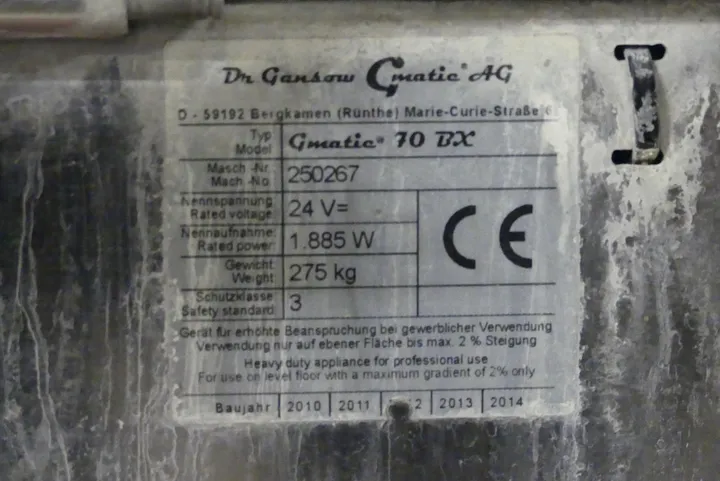 Dr Gansow Gmatic® AG
D - 59192 Bergkamen (Rünthe) Marie-Curie-Straße
Typ
Model
Gmatic® 70 BX
Masch.-Nr.
Mach.-No.
250267
Nennspannung
Rated voltage
24 V=
Nennaufnahme
Rated power
1.885 W
CE
Gewicht
Weight
275 kg
Schutzklasse
Safety standard
3
Gerät für erhöhte Beanspruchung bei gewerblicher Verwendung
Verwendung nur auf ebener Fläche bis max. 2 % Steigung
Heavy duty appliance for professional use
For use on level floor with a maximum gradient of 2% only
Baujahr 2010 2011 2 2013 2014